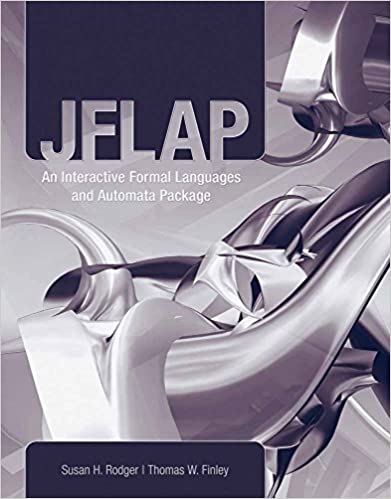 JFLAP
An Interactive Formal Languages
and Automata Package
Susan H. Rodger | Thomas W. Finley